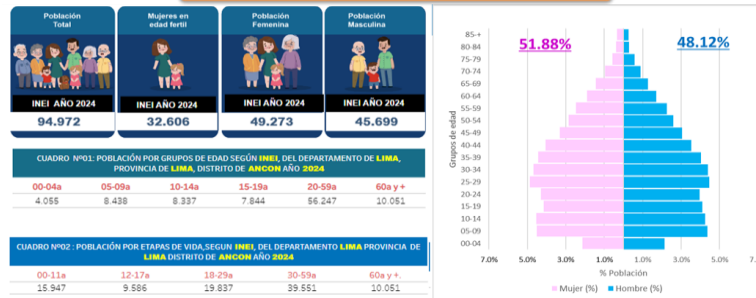 Población
Total
Mujeres en
edad fertil
Población
Femenina
Población
Masculina
INEI AÑO 2024
INEI AÑO 2024
INEI AÑO 2024
INEI AÑO 2024
94.972
32.606
49.273
45.699
CUADRO Nº01: POBLACIÓN POR GRUPOS DE EDAD SEGÚN INEI, DEL DEPARTAMENTO DE LIMA,
PROVINCIA DE LIMA, DISTRITO DE ANCON AÑO 2024
00-04a 05-09a 10-14a 15-19a 20-59a 60a y +
4.055 8.438 8.337 7.844 56.247 10.051
CUADRO Nº02 : POBLACIÓN POR ETAPAS DE VIDA,SEGUN INEI, DEL DEPARTAMENTO LIMA PROVINCIA DE
LIMA DISTRITO DE ANCON AÑO 2024
00-11a 12-17a 18-29a 30-59a 60a y +.
15.947 9.586 19.837 39.551 10.051
51.88%
48.12%
Grupos de edad
85-+
80-84
75-79
70-74
65-69
60-64
55-59
50-54
45-49
40-44
35-39
30-34
25-29
20-24
15-19
10-14
05-09
00-04
7.0% 5.0% 3.0% 1.0% 1.0% 3.0% 5.0% 7.
% Población
Mujer (%) Hombre (%)